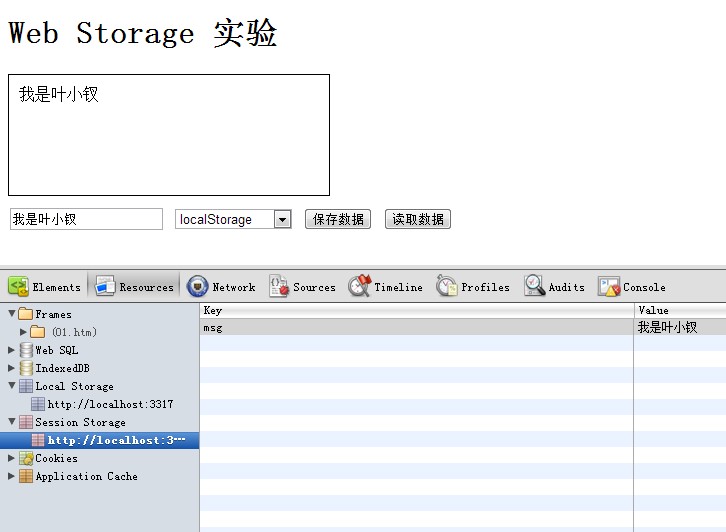 Web Storage 实验
我是叶小钗
我是叶小钗 localStorage 保存数据 读取数据
Elements Resources Network Sources Timeline Profiles Audits Console
Frames
(01.htm)
Web SQL
IndexedDB
Local Storage
http://localhost:3317
Session Storage
http://localhost:3…
Cookies
Application Cache
Key Value
msg 我是叶小钗